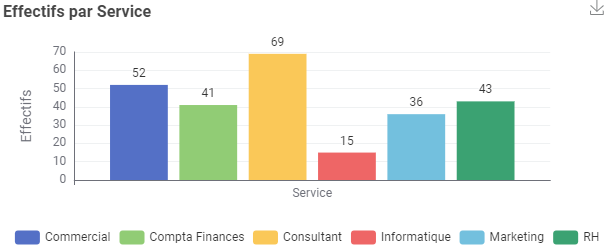 Effectifs par Service
Effectifs
70
60
50
40
30
20
10
0
52
41
69
15
36
43
Service
Commercial
Compta Finances
Consultant
Informatique
Marketing
RH